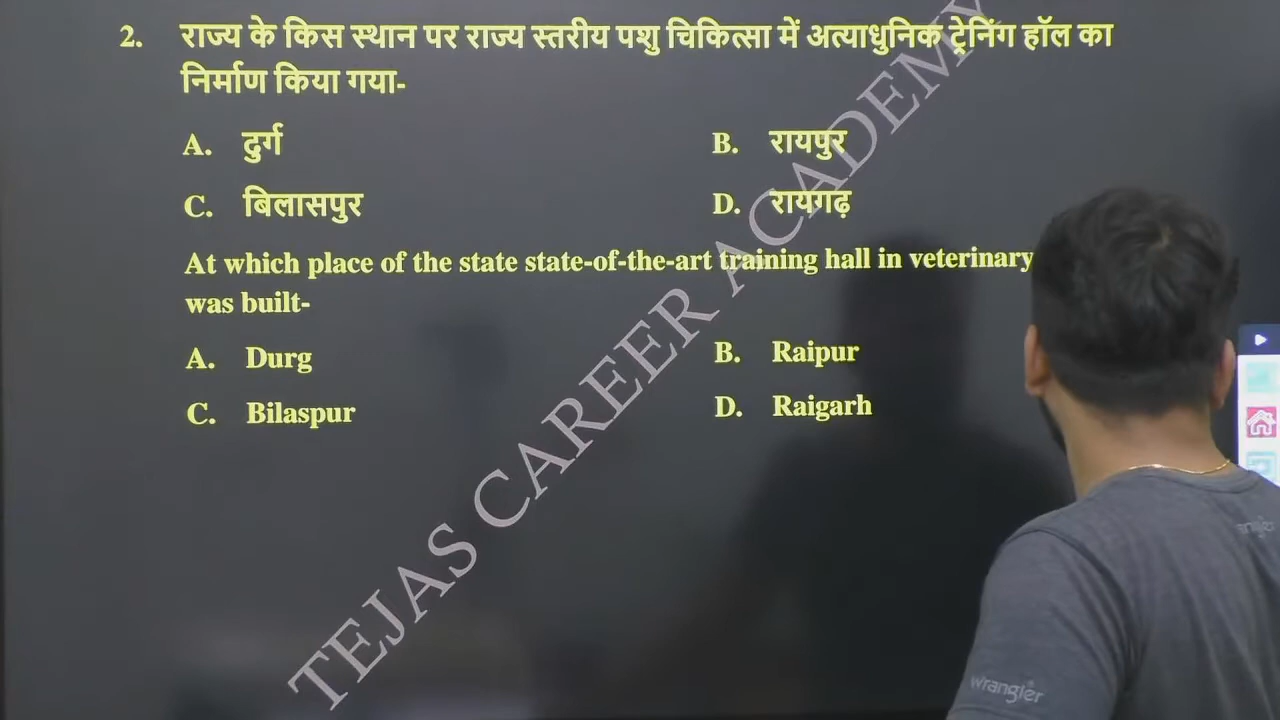 2. राज्य के किस स्थान पर राज्य स्तरीय पशु चिकित्सा में अत्याधुनिक ट्रेनिंग हॉल का
निर्माण किया गया-
A. दुर्ग B. रायपुर
C. बिलासपुर D. रायगढ़
At which place of the state state-of-the-art training hall in veterinary
was built-
A. Durg B. Raipur
C. Bilaspur D. Raigarh
TEJAS CAREER ACADEMY
wrangler